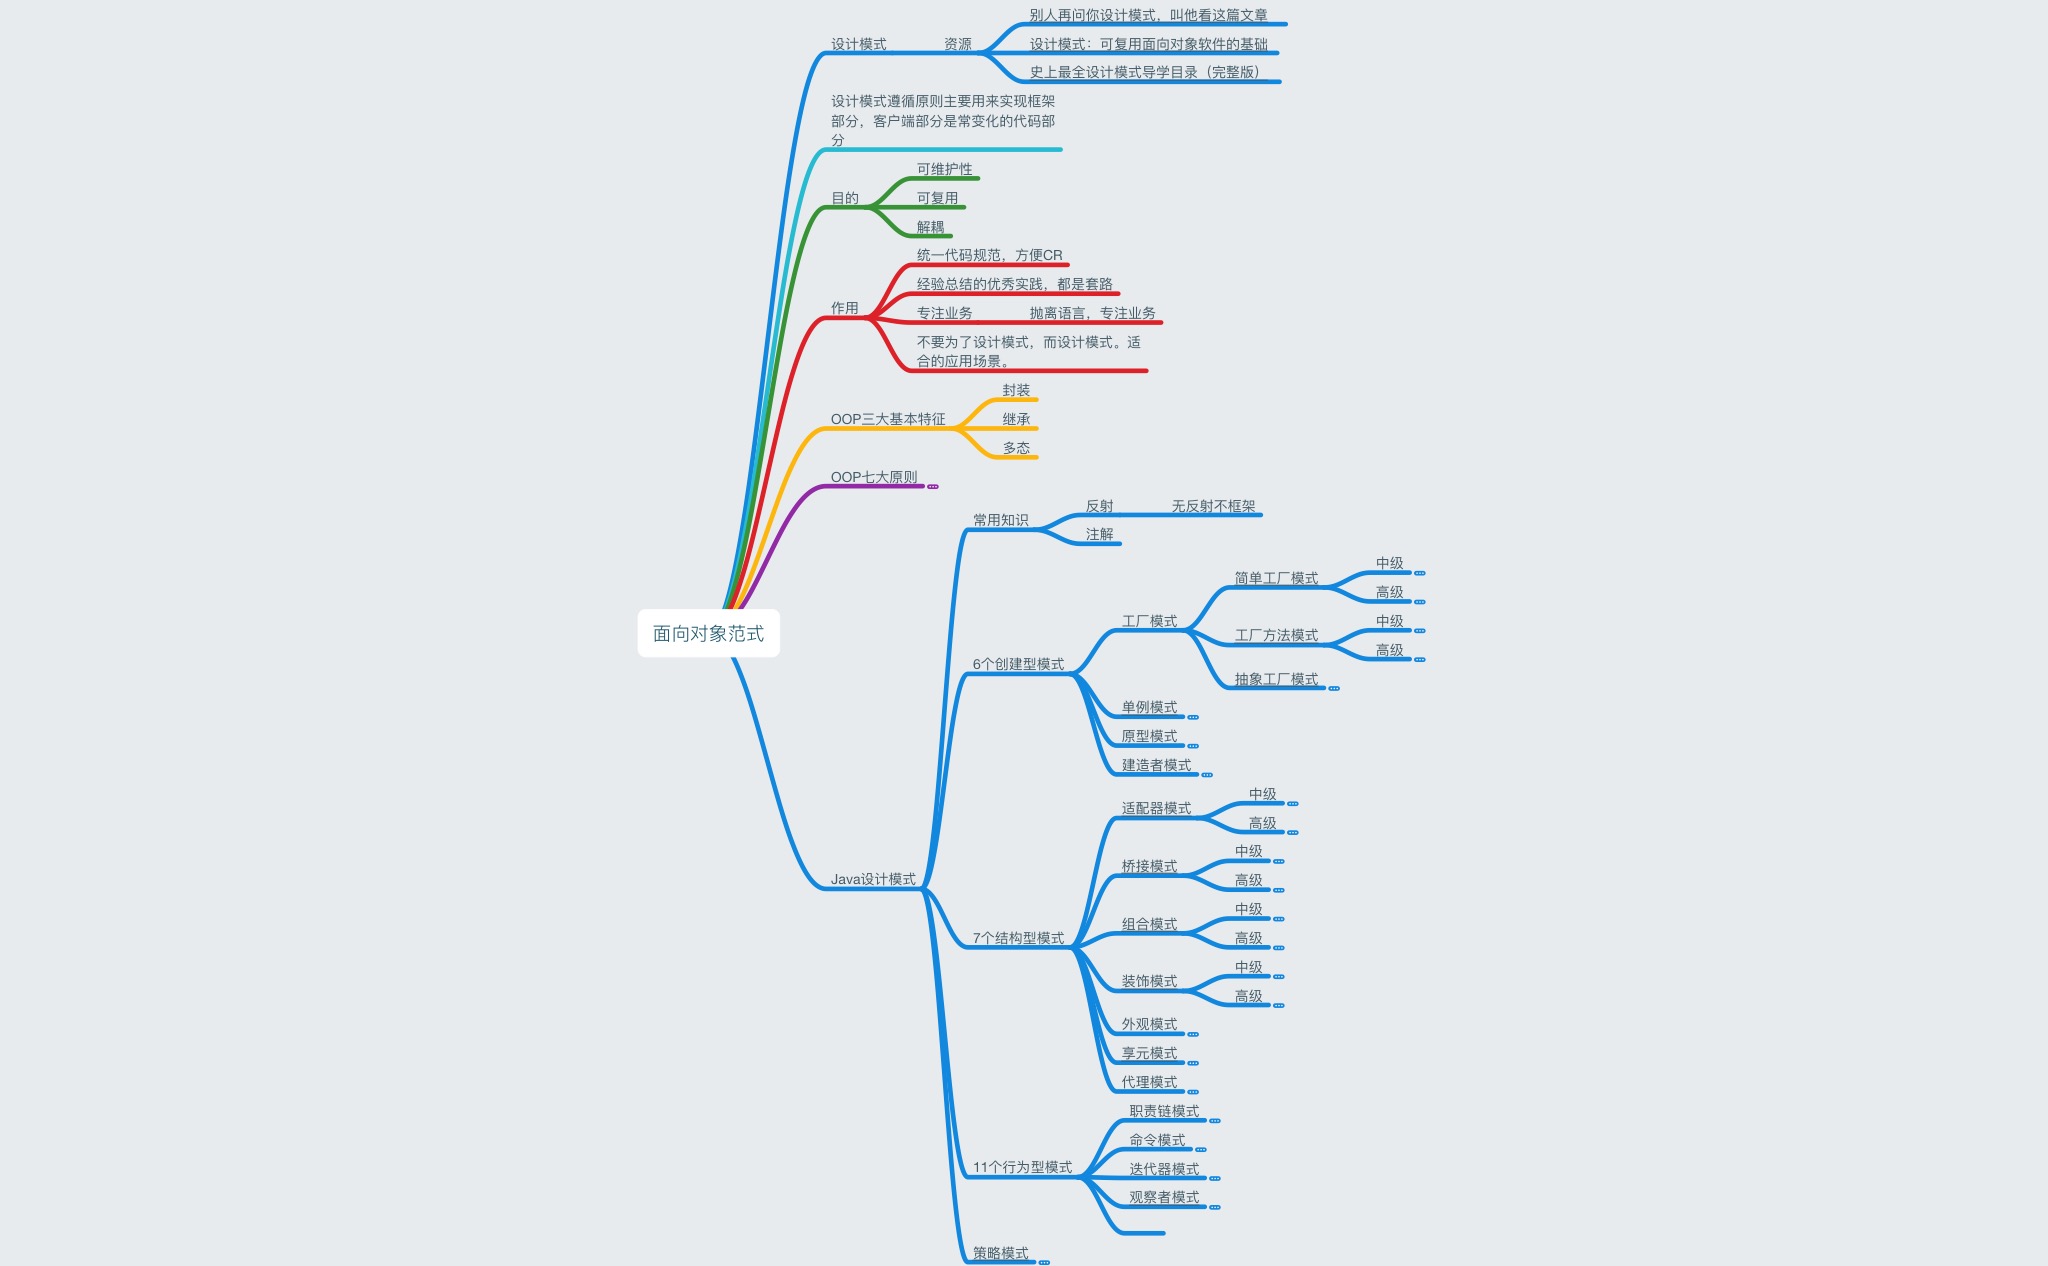 别人再问你设计模式，叫他看这篇文章
设计模式
资源
设计模式：可复用面向对象软件的基础
史上最全设计模式导学目录（完整版）
设计模式遵循原则主要用来实现框架
部分，客户端部分是常变化的代码部
分
可维护性
目的
可复用
解耦
统一代码规范，方便CR
经验总结的优秀实践，都是套路
作用
专注业务
抛离语言，专注业务
不要为了设计模式，而设计模式。适
合的应用场景。
封装
OOP三大基本特征
继承
多态
OOP七大原则
反射
无反射不框架
常用知识
注解
中级
简单工厂模式
高级
工厂模式
中级
工厂方法模式
高级
面向对象范式
6个创建型模式
抽象工厂模式
单例模式
原型模式
建造者模式
中级
适配器模式
高级
中级
桥接模式
高级
Java设计模式
中级
组合模式
高级
7个结构型模式
中级
装饰模式
高级
外观模式
享元模式
代理模式
职责链模式
命令模式
11个行为型模式
迭代器模式
观察者模式
策略模式